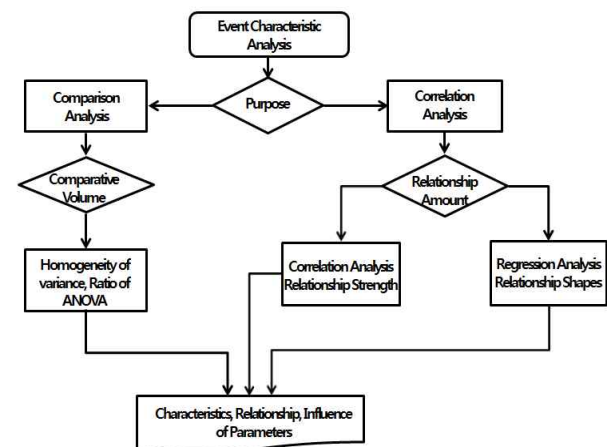 Event Characteristic
Analysis
Purpose
Comparison
Analysis
Correlation
Analysis
Comparative
Volume
Relationship
Amount
Homogeneity of
variance, Ratio of
ANOVA
Correlation Analysis
Relationship Strength
Regression Analysis
Relationship Shapes
Characteristics, Relationship, Influence
of Parameters